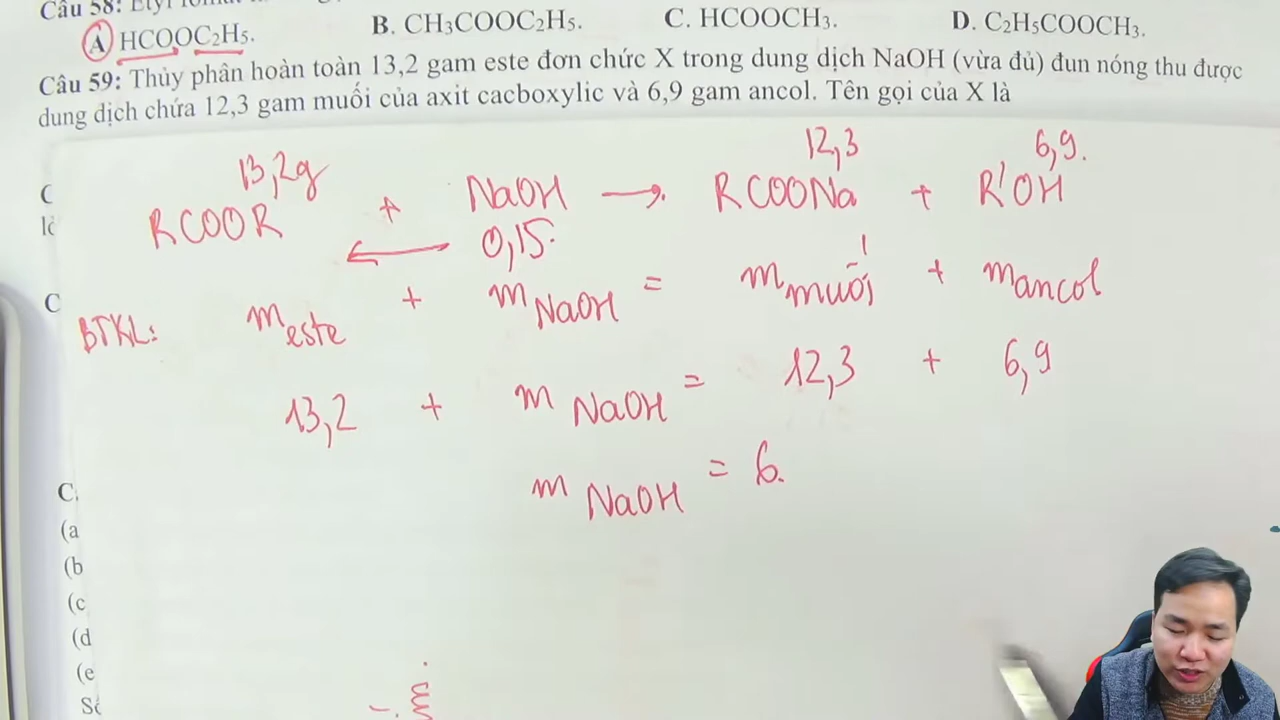 Câu 58: Etyl fomat
A HCOOC₂H₅. B. CH₃COOC₂H₅. C. HCOOCH₃. D. C₂H₅COOCH₃.
Câu 59: Thủy phân hoàn toàn 13,2 gam este đơn chức X trong dung dịch NaOH (vừa đủ) đun nóng thu được
dung dịch chứa 12,3 gam muối của axit cacboxylic và 6,9 gam ancol. Tên gọi của X là
13,2g 12,3 6,9.
RCOOR + NaOH → RCOONa + R'OH
← 0,15.
BTKL: m este + m NaOH = m muối + m ancol
13,2 + m NaOH = 12,3 + 6,9
m NaOH = 6.
C
C
C.
(a
(b
(c
(d
(e
Số